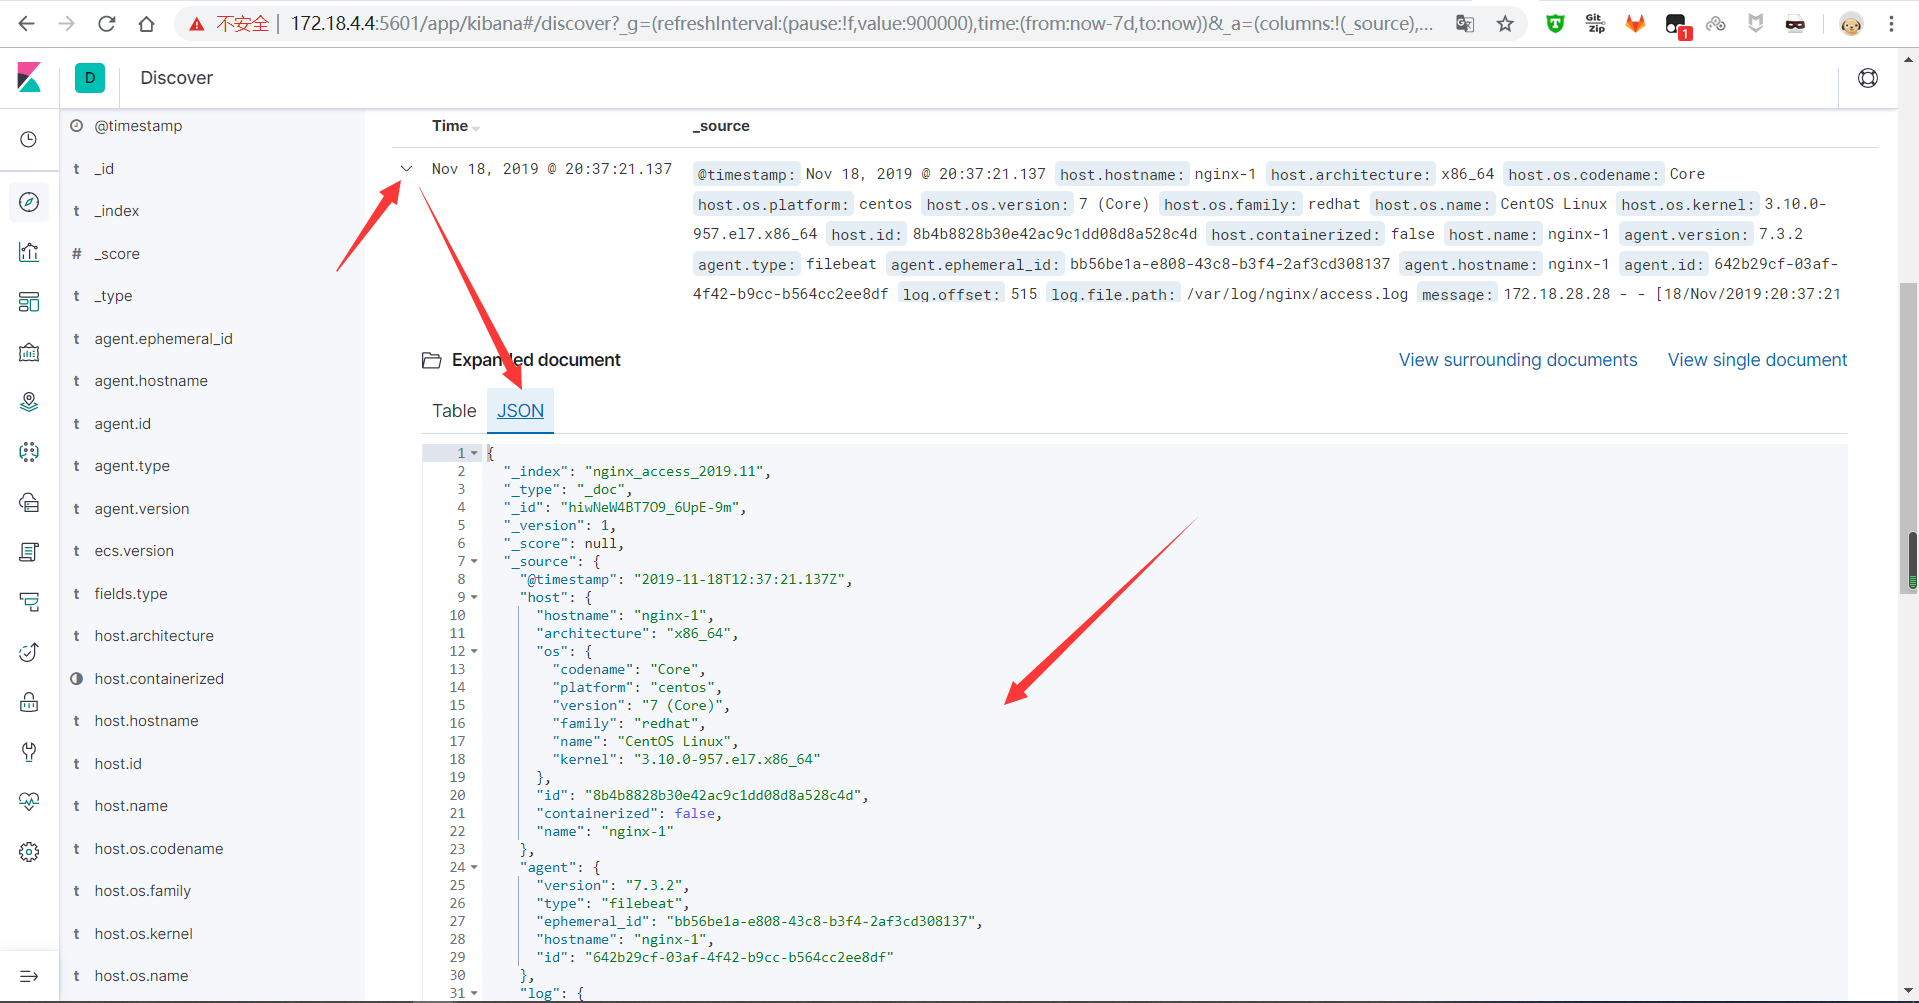 不安全 | 172.18.4.4:5601/app/kibana#/discover?_g=(refreshInterval:(pause:!f,value:900000),time:(from:now-7d,to:now))&_a=(columns:!(_source),...
Git
zip
1
D
Discover
@timestamp
t _id
t _index
# _score
t _type
t agent.ephemeral_id
t agent.hostname
t agent.id
t agent.type
t agent.version
t ecs.version
t fields.type
t host.architecture
host.containerized
t host.hostname
t host.id
t host.name
t host.os.codename
t host.os.family
t host.os.kernel
t host.os.name
Time _source
Nov 18, 2019 @ 20:37:21.137
@timestamp: Nov 18, 2019 @ 20:37:21.137 host.hostname: nginx-1 host.architecture: x86_64 host.os.codename: Core
host.os.platform: centos host.os.version: 7 (Core) host.os.family: redhat host.os.name: CentOS Linux host.os.kernel: 3.10.0-
957.el7.x86_64 host.id: 8b4b8828b30e42ac9c1dd08d8a528c4d host.containerized: false host.name: nginx-1 agent.version: 7.3.2
agent.type: filebeat agent.ephemeral_id: bb56be1a-e808-43c8-b3f4-2af3cd308137 agent.hostname: nginx-1 agent.id: 642b29cf-03af-
4f42-b9cc-b564cc2ee8df log.offset: 515 log.file.path: /var/log/nginx/access.log message: 172.18.28.28 - - [18/Nov/2019:20:37:21
Expanded document View surrounding documents View single document
Table JSON
1 {
2 "_index": "nginx_access_2019.11",
3 "_type": "_doc",
4 "_id": "hiwNeW4BT7O9_6UpE-9m",
5 "_version": 1,
6 "_score": null,
7 "_source": {
8 "@timestamp": "2019-11-18T12:37:21.137Z",
9 "host": {
10 "hostname": "nginx-1",
11 "architecture": "x86_64",
12 "os": {
13 "codename": "Core",
14 "platform": "centos",
15 "version": "7 (Core)",
16 "family": "redhat",
17 "name": "CentOS Linux",
18 "kernel": "3.10.0-957.el7.x86_64"
19 },
20 "id": "8b4b8828b30e42ac9c1dd08d8a528c4d",
21 "containerized": false,
22 "name": "nginx-1"
23 },
24 "agent": {
25 "version": "7.3.2",
26 "type": "filebeat",
27 "ephemeral_id": "bb56be1a-e808-43c8-b3f4-2af3cd308137",
28 "hostname": "nginx-1",
29 "id": "642b29cf-03af-4f42-b9cc-b564cc2ee8df"
30 },
31 "log": {